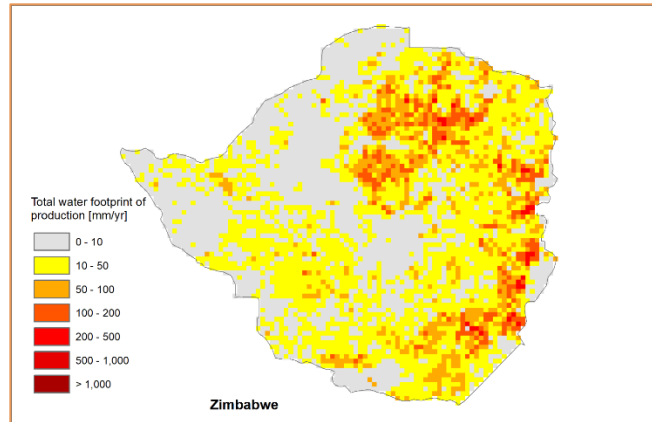 Total water footprint of
production [mm/yr]
0 - 10
10 - 50
50 - 100
100 - 200
200 - 500
500 - 1,000
> 1,000
Zimbabwe